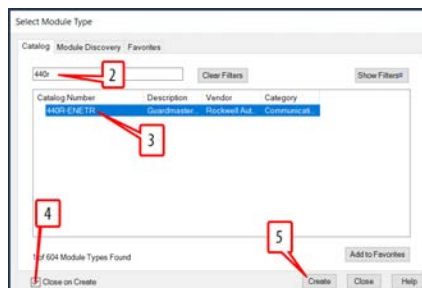 Select Module Type
Catalog Module Discovery Favorites
440r
2
Clear Filters
Show Filters
Catalog Number Description Vendor Category
440R-ENETR Guardmaster... Rockwell Aut... Communicati...
3
4
5
1 of 604 Module Types Found
Add to Favorites
Close on Create
Create Close Help